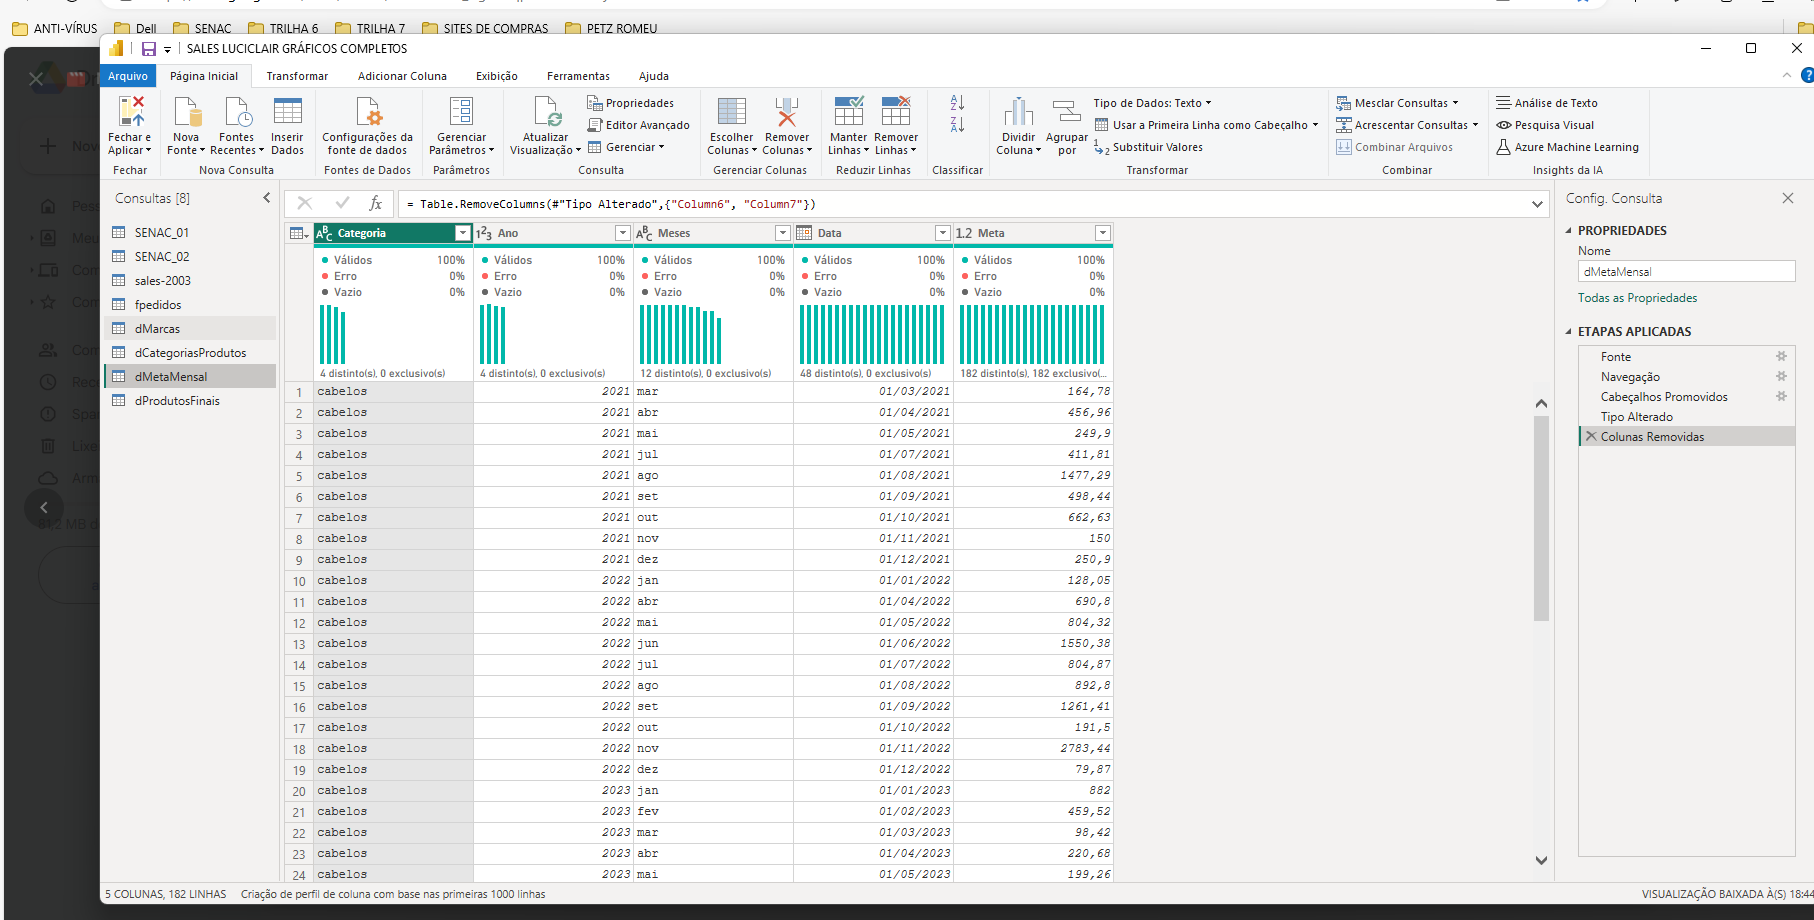 ANTI-VÍRUS Dell SENAC TRILHA 6 TRILHA 7 SITES DE COMPRAS PETZ ROMEU
SALES LUCICLAIR GRÁFICOS COMPLETOS
Arquivo Página Inicial Transformar Adicionar Coluna Exibição Ferramentas Ajuda
Fechar e Aplicar
Fechar
Nova Fonte
Fontes Recentes
Inserir Dados
Nova Consulta
Configurações da fonte de dados
Fontes de Dados
Gerenciar Parâmetros
Parâmetros
Atualizar Visualização
Propriedades
Editor Avançado
Gerenciar
Consulta
Escolher Colunas
Remover Colunas
Gerenciar Colunas
Manter Linhas
Remover Linhas
Reduzir Linhas
Classificar
Dividir Coluna
Agrupar por
Tipo de Dados: Texto
Usar a Primeira Linha como Cabeçalho
Substituir Valores
Transformar
Mesclar Consultas
Acrescentar Consultas
Combinar Arquivos
Combinar
Análise de Texto
Pesquisa Visual
Azure Machine Learning
Insights da IA
Consultas [8]
SENAC_01
SENAC_02
sales-2003
fpedidos
dMarcas
dCategoriasProdutos
dMetaMensal
dProdutosFinais
= Table.RemoveColumns(#"Tipo Alterado",{"Column6", "Column7"})
Categoria Ano Meses Data Meta
Válidos 100% Válidos 100% Válidos 100% Válidos 100% Válidos 100%
Erro 0% Erro 0% Erro 0% Erro 0% Erro 0%
Vazio 0% Vazio 0% Vazio 0% Vazio 0% Vazio 0%
4 distinto(s), 0 exclusivo(s) 4 distinto(s), 0 exclusivo(s) 12 distinto(s), 0 exclusivo(s) 48 distinto(s), 0 exclusivo(s) 182 distinto(s), 182 exclusivo(...
1 cabelos 2021 mar 01/03/2021 164,78
2 cabelos 2021 abr 01/04/2021 456,96
3 cabelos 2021 mai 01/05/2021 249,9
4 cabelos 2021 jul 01/07/2021 411,81
5 cabelos 2021 ago 01/08/2021 1477,29
6 cabelos 2021 set 01/09/2021 498,44
7 cabelos 2021 out 01/10/2021 662,63
8 cabelos 2021 nov 01/11/2021 150
9 cabelos 2021 dez 01/12/2021 250,9
10 cabelos 2022 jan 01/01/2022 128,05
11 cabelos 2022 abr 01/04/2022 690,8
12 cabelos 2022 mai 01/05/2022 804,32
13 cabelos 2022 jun 01/06/2022 1550,38
14 cabelos 2022 jul 01/07/2022 804,87
15 cabelos 2022 ago 01/08/2022 892,8
16 cabelos 2022 set 01/09/2022 1261,41
17 cabelos 2022 out 01/10/2022 191,5
18 cabelos 2022 nov 01/11/2022 2783,44
19 cabelos 2022 dez 01/12/2022 79,87
20 cabelos 2023 jan 01/01/2023 882
21 cabelos 2023 fev 01/02/2023 459,52
22 cabelos 2023 mar 01/03/2023 98,42
23 cabelos 2023 abr 01/04/2023 220,68
24 cabelos 2023 mai 01/05/2023 199,26
Config. Consulta
PROPRIEDADES
Nome
dMetaMensal
Todas as Propriedades
ETAPAS APLICADAS
Fonte
Navegação
Cabeçalhos Promovidos
Tipo Alterado
Colunas Removidas
5 COLUNAS, 182 LINHAS Criação de perfil de coluna com base nas primeiras 1000 linhas
VISUALIZAÇÃO BAIXADA À(S) 18:44